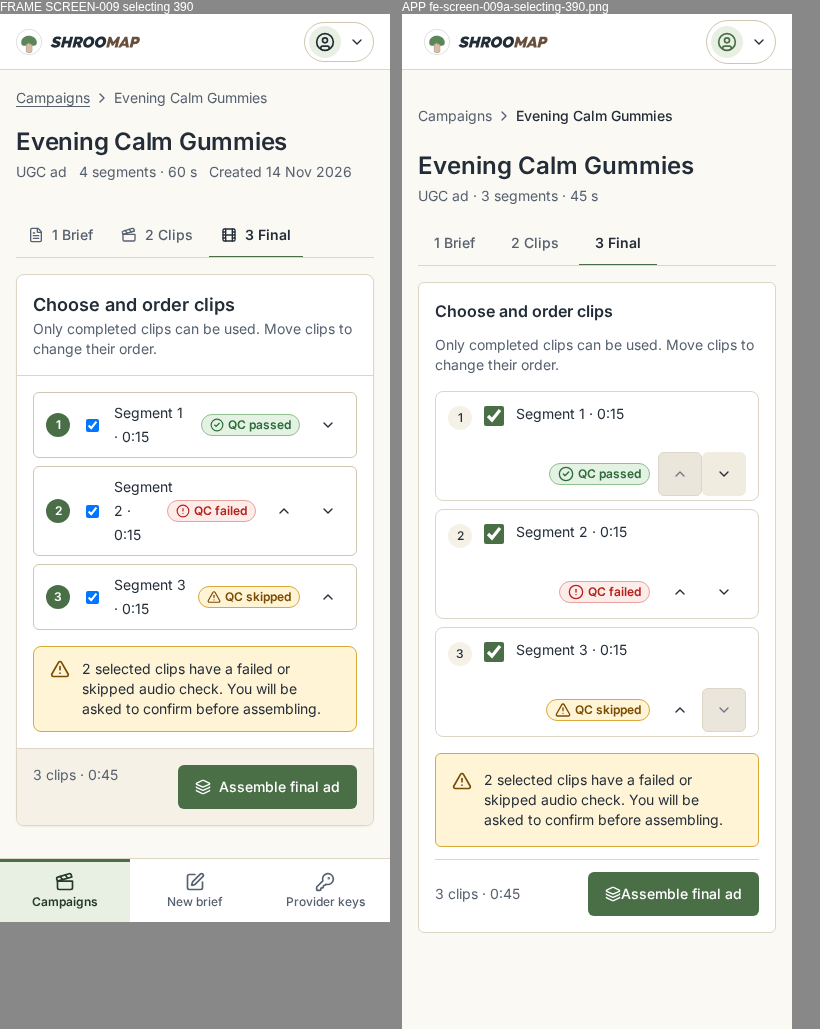 FRAME SCREEN-009 selecting 390
SHROOMAP
Campaigns > Evening Calm Gummies
Evening Calm Gummies
UGC ad 4 segments · 60 s Created 14 Nov 2026
1 Brief
2 Clips
3 Final
Choose and order clips
Only completed clips can be used. Move clips to
change their order.
1
Segment 1
· 0:15
QC passed
2
Segment
2 ·
0:15
QC failed
3
Segment 3
· 0:15
QC skipped
2 selected clips have a failed or
skipped audio check. You will be
asked to confirm before assembling.
3 clips · 0:45
Assemble final ad
Campaigns
New brief
Provider keys
APP fe-screen-009a-selecting-390.png
SHROOMAP
Campaigns > Evening Calm Gummies
Evening Calm Gummies
UGC ad · 3 segments · 45 s
1 Brief
2 Clips
3 Final
Choose and order clips
Only completed clips can be used. Move clips to
change their order.
1
Segment 1 · 0:15
QC passed
2
Segment 2 · 0:15
QC failed
3
Segment 3 · 0:15
QC skipped
2 selected clips have a failed or
skipped audio check. You will be
asked to confirm before assembling.
3 clips · 0:45
Assemble final ad